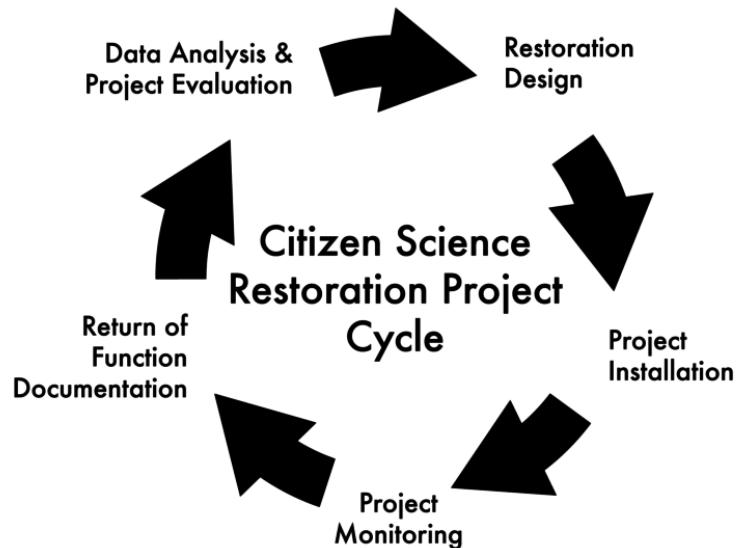 Data Analysis &
Project Evaluation
Restoration
Design
Citizen Science
Restoration Project
Cycle
Project
Installation
Return of
Function
Documentation
Project
Monitoring